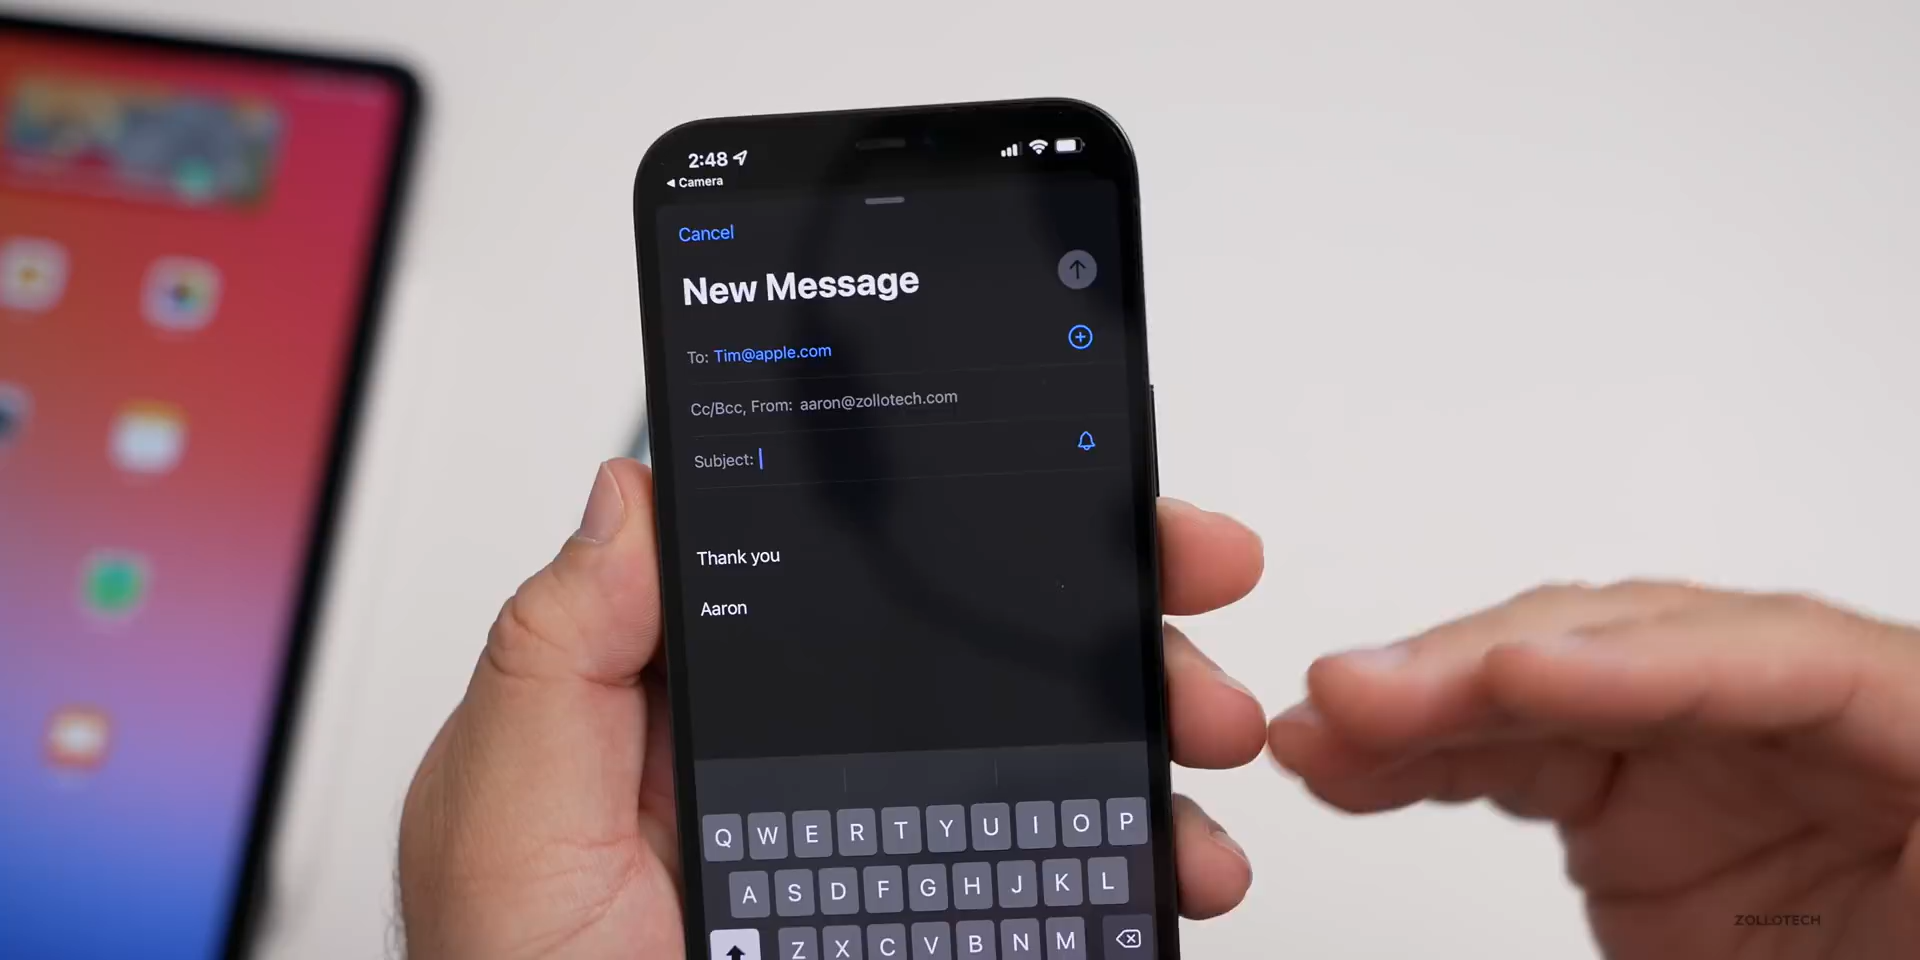 2:48
Camera
Cancel
New Message
To: Tim@apple.com
Cc/Bcc, From: aaron@zollotech.com
Subject:
Thank you
Aaron
Q W E R T Y U I O P
A S D F G H J K L
Z X C V B N M
ZOLLOTECH